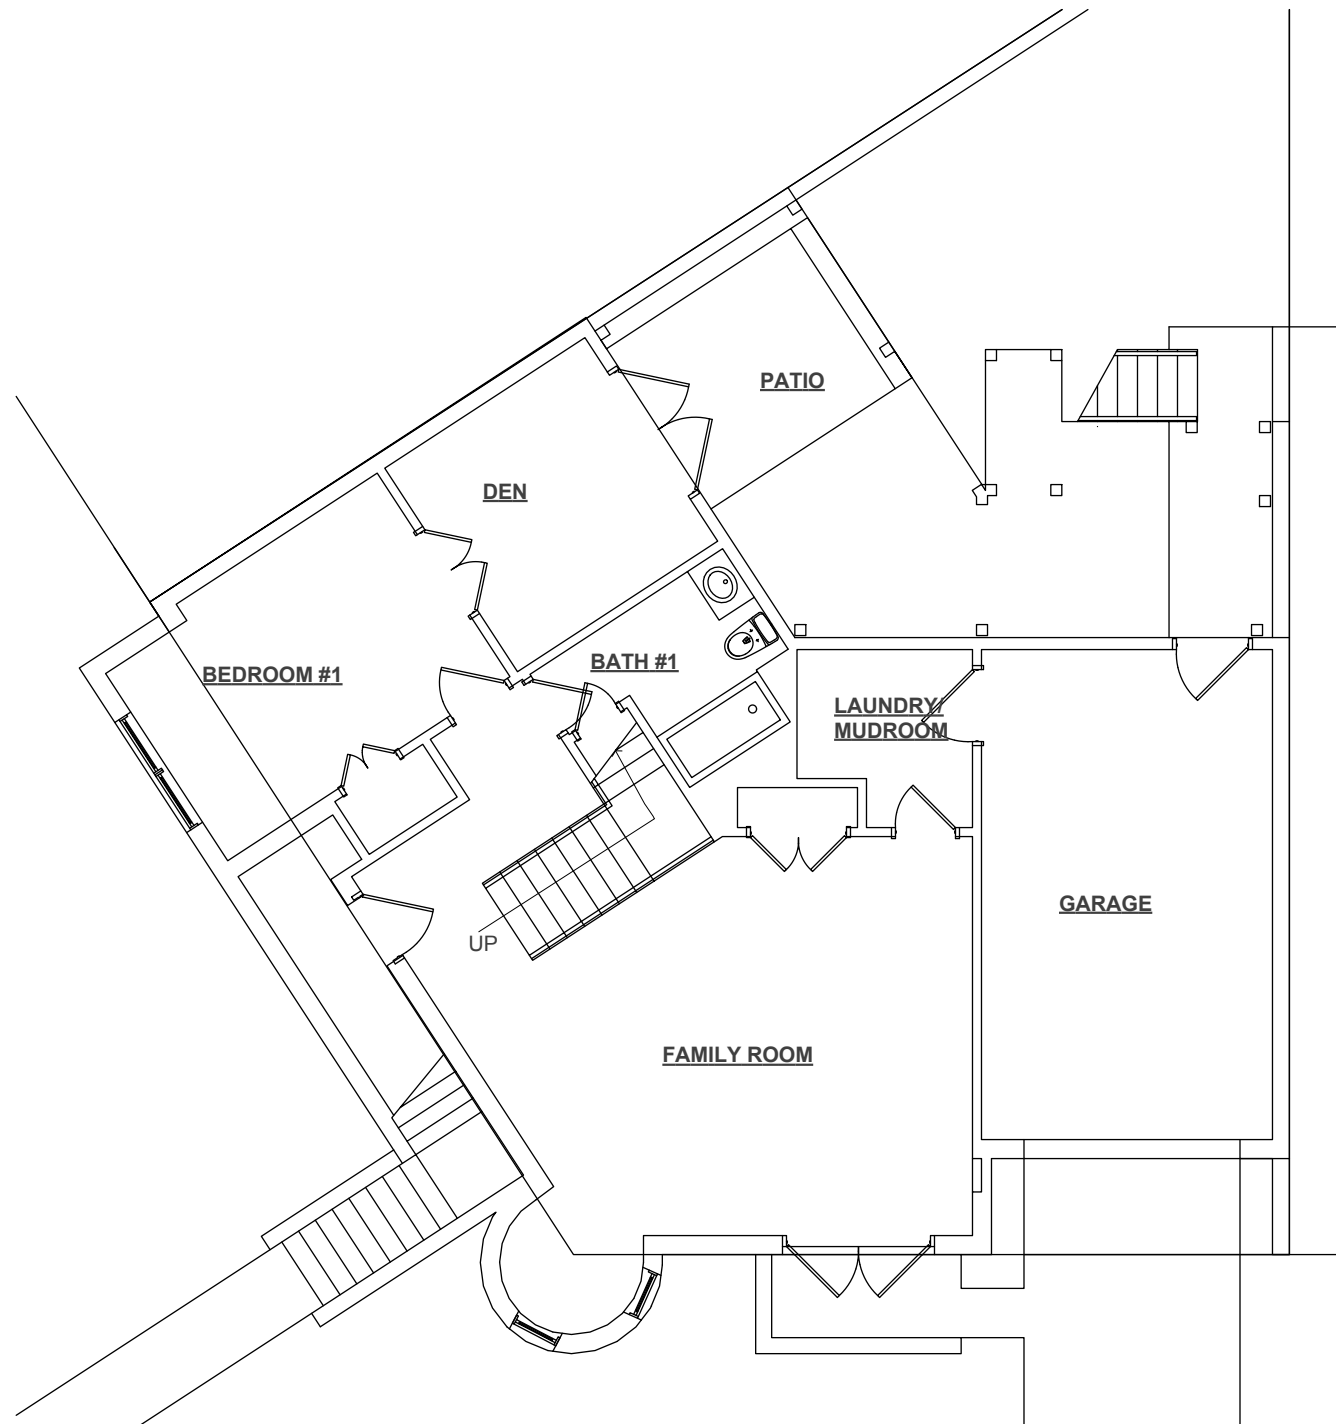 PATIO
DEN
BATH #1
BEDROOM #1
LAUNDRY/
MUDROOM
GARAGE
UP
FAMILY ROOM